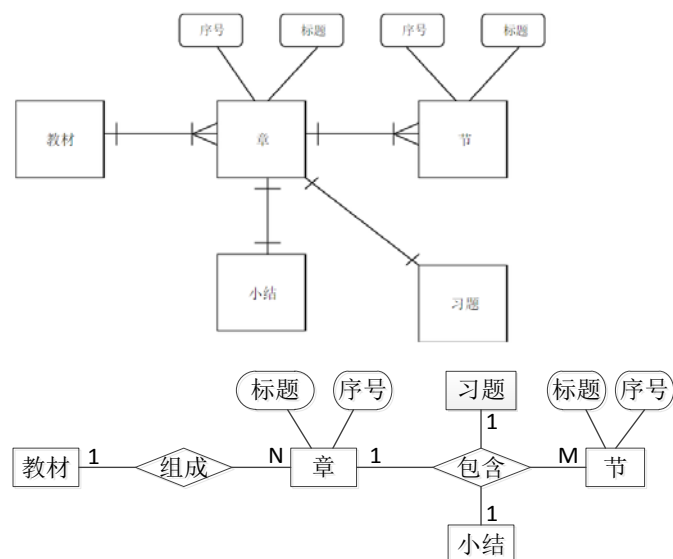 序号 标题 序号 标题
教材 章 节
小结 习题
标题 序号 习题 标题 序号
1 1
教材 组成 N 章 1 包含 M 节
1
小结